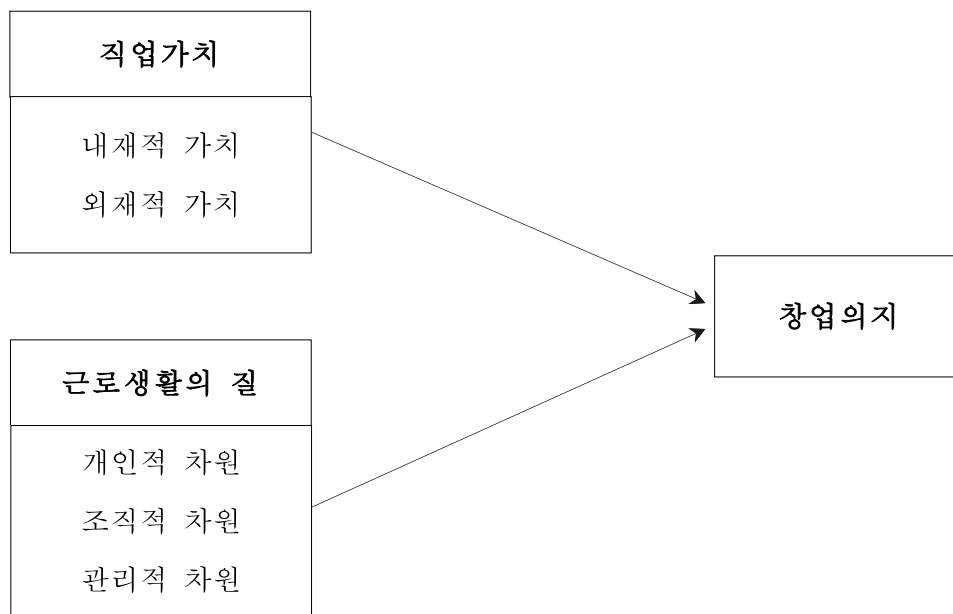 직업가치
내재적 가치
외재적 가치
창업의지
근로생활의 질
개인적 차원
조직적 차원
관리적 차원